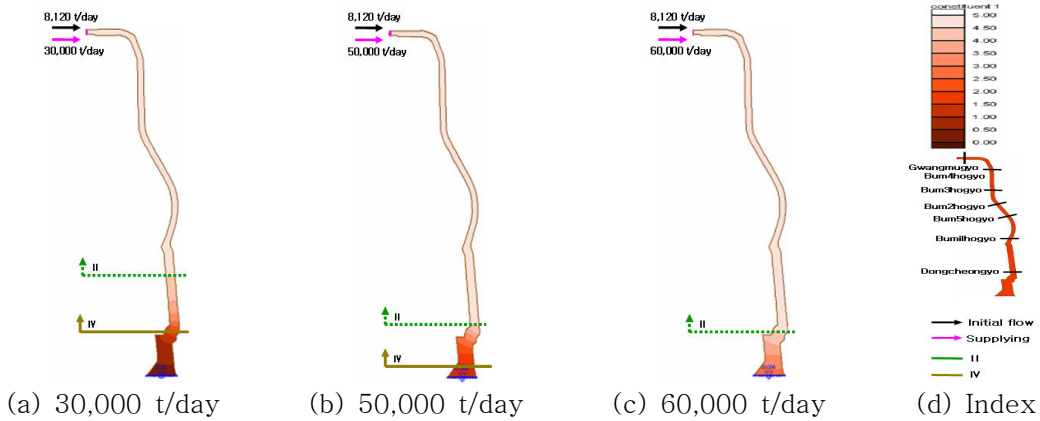 8,120 t/day
30,000 t/day
II
IV
(a) 30,000 t/day
8,120 t/day
50,000 t/day
II
IV
(b) 50,000 t/day
8,120 t/day
60,000 t/day
II
(c) 60,000 t/day
constituent 1
5.00
4.50
4.00
3.50
3.00
2.50
2.00
1.50
1.00
0.50
0.00
Gwangmugyo
Bum4hogyo
Bum3hogyo
Bum2hogyo
Bum5hogyo
Bumilhogyo
Dongcheongyo
Initial flow
Supplying
II
IV
(d) Index